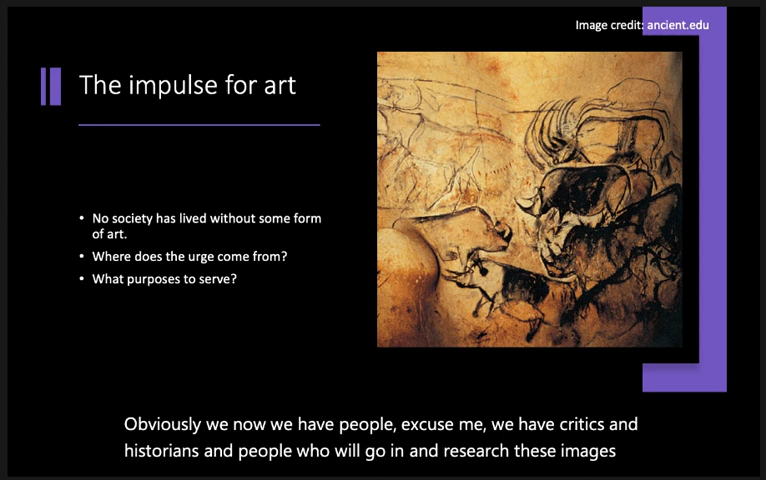 Image credit: ancient.edu
The impulse for art
• No society has lived without some form
of art.
• Where does the urge come from?
• What purposes to serve?
Obviously we now we have people, excuse me, we have critics and
historians and people who will go in and research these images